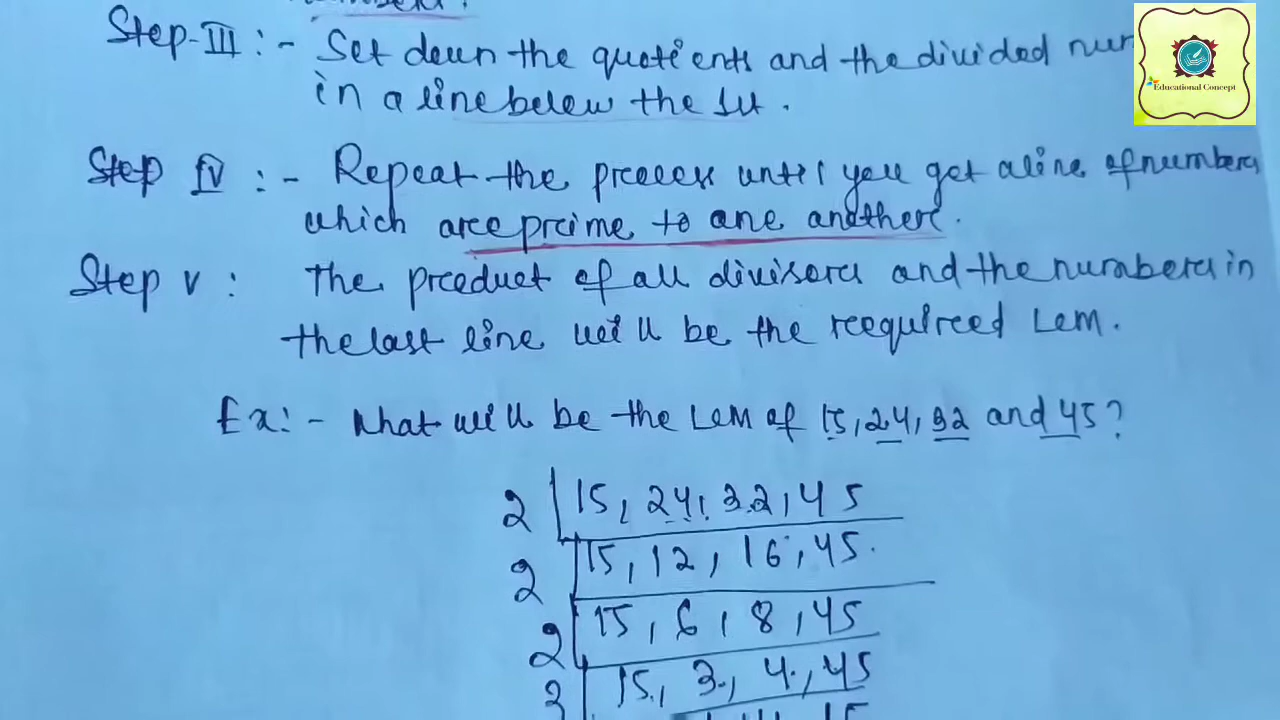 Step-III :- Set down the quotients and the divided
in a line below the 1st.
Step IV :- Repeat the process until you get a line of numbers
which are prime to one another.
Step V : The product of all divisors and the numbers in
the last line will be the required Lcm.
Ex:- What will be the Lcm of 15, 24, 32 and 45?
2 15, 24, 32, 45
2 15, 12, 16, 45
2 15, 6, 8, 45
3 15, 3, 4, 45
Educational Concept